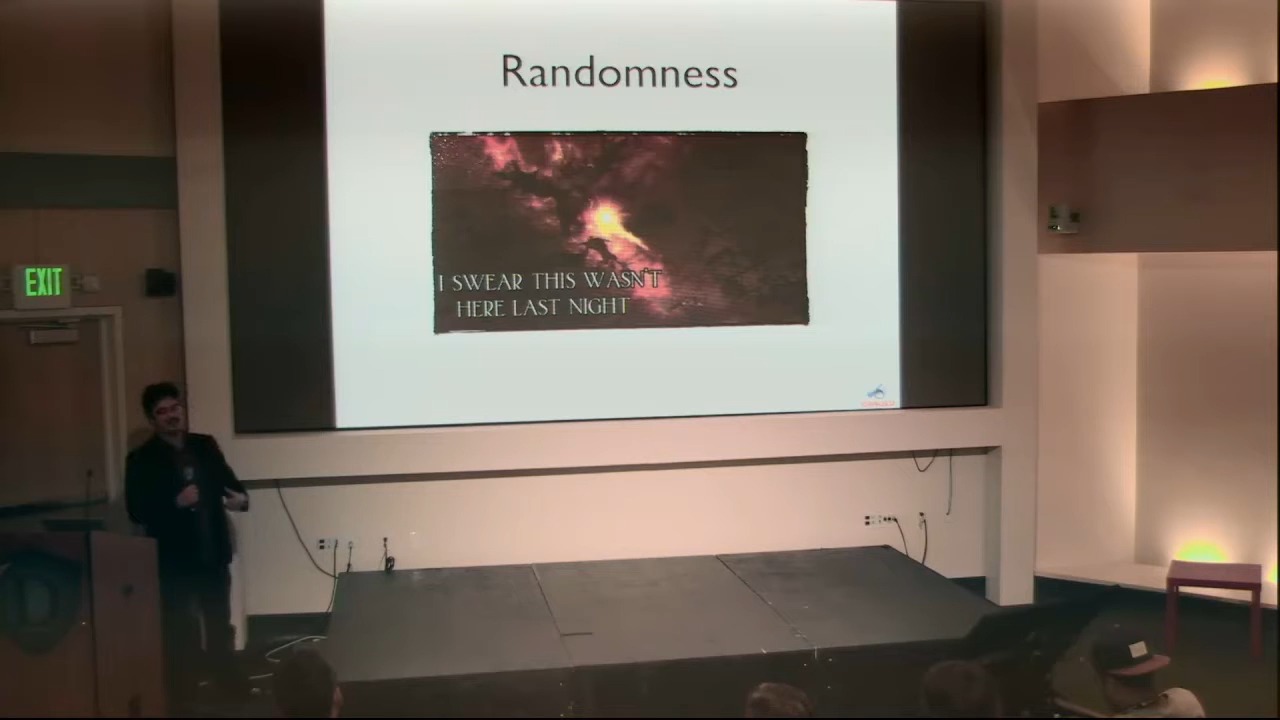 Randomness
I SWEAR THIS WASN'T
HERE LAST NIGHT
EXIT
D